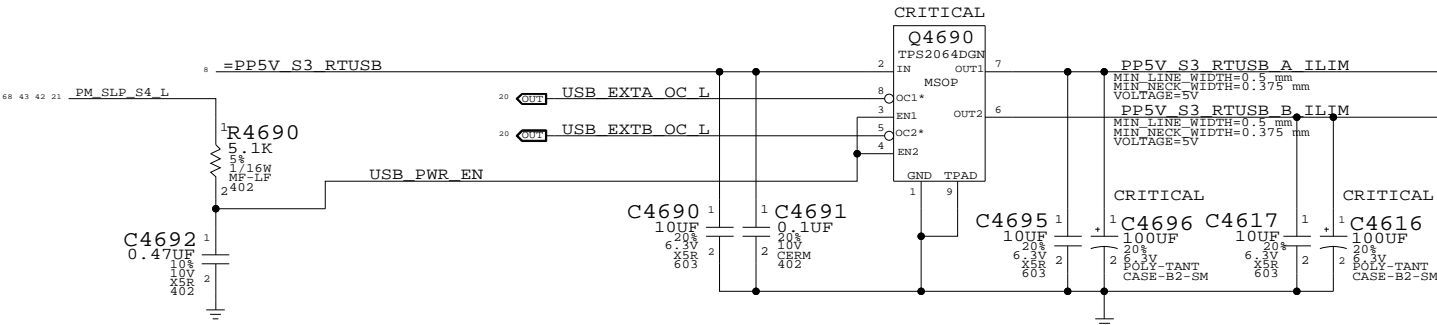 CRITICAL
Q4690
TPS2064DGN
MSOP
2 IN OUT1 7
8 OC1*
3 EN1
OUT2 6
5 OC2*
4 EN2
GND TPAD
1 9
8 =PP5V_S3_RTUSB
68 43 42 21 PM_SLP_S4_L
20 OUT USB_EXTA_OC_L
20 OUT USB_EXTB_OC_L
USB_PWR_EN
1
R4690
5.1K
5%
1/16W
MF-LF
402
2
C4692 1
0.47UF
10%
10V
X5R 2
402
C4690 1
10UF
20%
6.3V 2
X5R
603
1 C4691
0.1UF
20%
10V
2 CERM
402
PP5V_S3_RTUSB_A_ILIM
MIN_LINE_WIDTH=0.5 mm
MIN_NECK_WIDTH=0.375 mm
VOLTAGE=5V
PP5V_S3_RTUSB_B_ILIM
MIN_LINE_WIDTH=0.5 mm
MIN_NECK_WIDTH=0.375 mm
VOLTAGE=5V
C4695 1
10UF
20%
6.3V 2
X5R
603
CRITICAL
1 C4696
+ 100UF
20%
2 6.3V
POLY-TANT
CASE-B2-SM
C4617 1
10UF
20%
6.3V 2
X5R
603
CRITICAL
1 C4616
+ 100UF
20%
2 6.3V
POLY-TANT
CASE-B2-SM